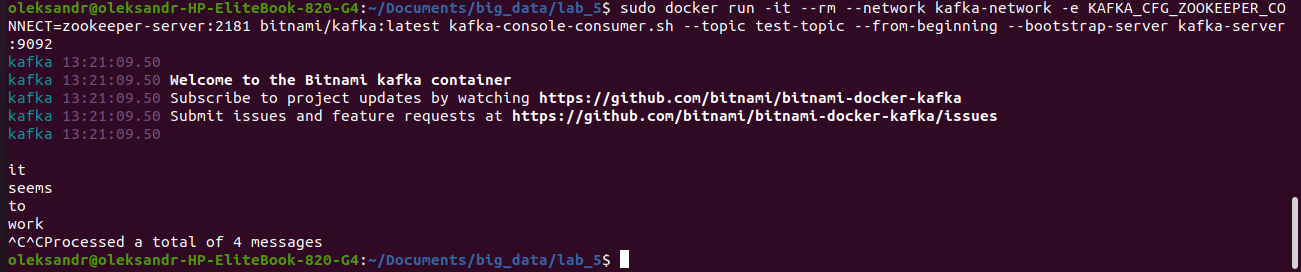 oleksandr@oleksandr-HP-EliteBook-820-G4:~/Documents/big_data/lab_5$ sudo docker run -it --rm --network kafka-network -e KAFKA_CFG_ZOOKEEPER_CO
NNECT=zookeeper-server:2181 bitnami/kafka:latest kafka-console-consumer.sh --topic test-topic --from-beginning --bootstrap-server kafka-server
:9092
kafka 13:21:09.50
kafka 13:21:09.50 Welcome to the Bitnami kafka container
kafka 13:21:09.50 Subscribe to project updates by watching https://github.com/bitnami/bitnami-docker-kafka
kafka 13:21:09.50 Submit issues and feature requests at https://github.com/bitnami/bitnami-docker-kafka/issues
kafka 13:21:09.50
it
seems
to
work
^C^CProcessed a total of 4 messages
oleksandr@oleksandr-HP-EliteBook-820-G4:~/Documents/big_data/lab_5$